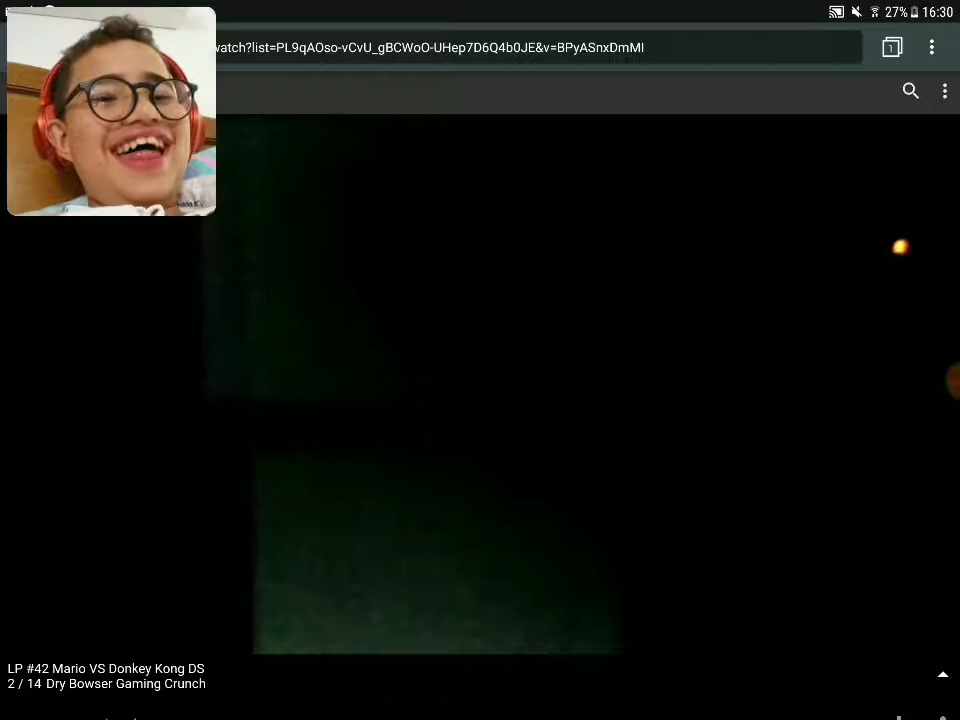 27% 16:30
watch?list=PL9qAOso-vCvU_gBCWoO-UHep7D6Q4b0JE&v=BPyASnxDmMI
1
LP #42 Mario VS Donkey Kong DS
2 / 14 Dry Bowser Gaming Crunch